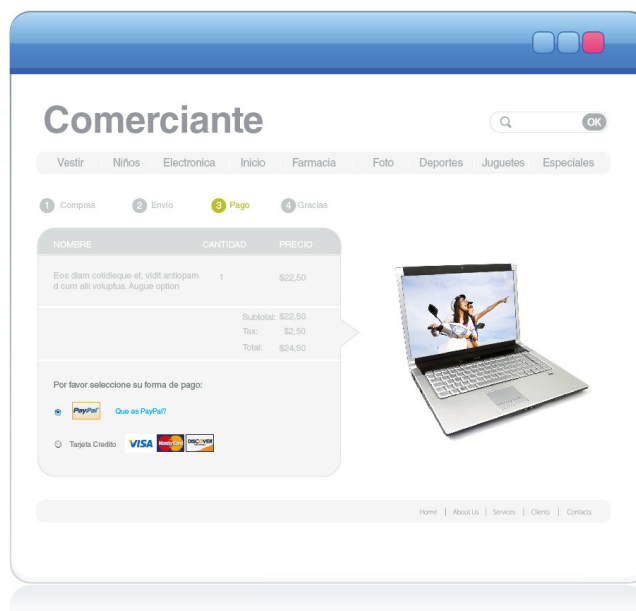 Comerciante
OK
Vestir Niños Electronica Inicio Farmacia Foto Deportes Juguetes Especiales
1 Compras 2 Envío 3 Pago 4 Gracias
NOMBRE CANTIDAD PRECIO
Eos diam cotidieque et, vidit antiopam 1 $22,50
d cum alii voluptua. Augue option
Subtotal: $22,50
Tax: $2,50
Total: $24,50
Por favor seleccione su forma de pago:
PayPal Que es PayPal?
Tarjeta Credito VISA MasterCard DISCOVER
Home | About Us | Services | Clients | Contacts